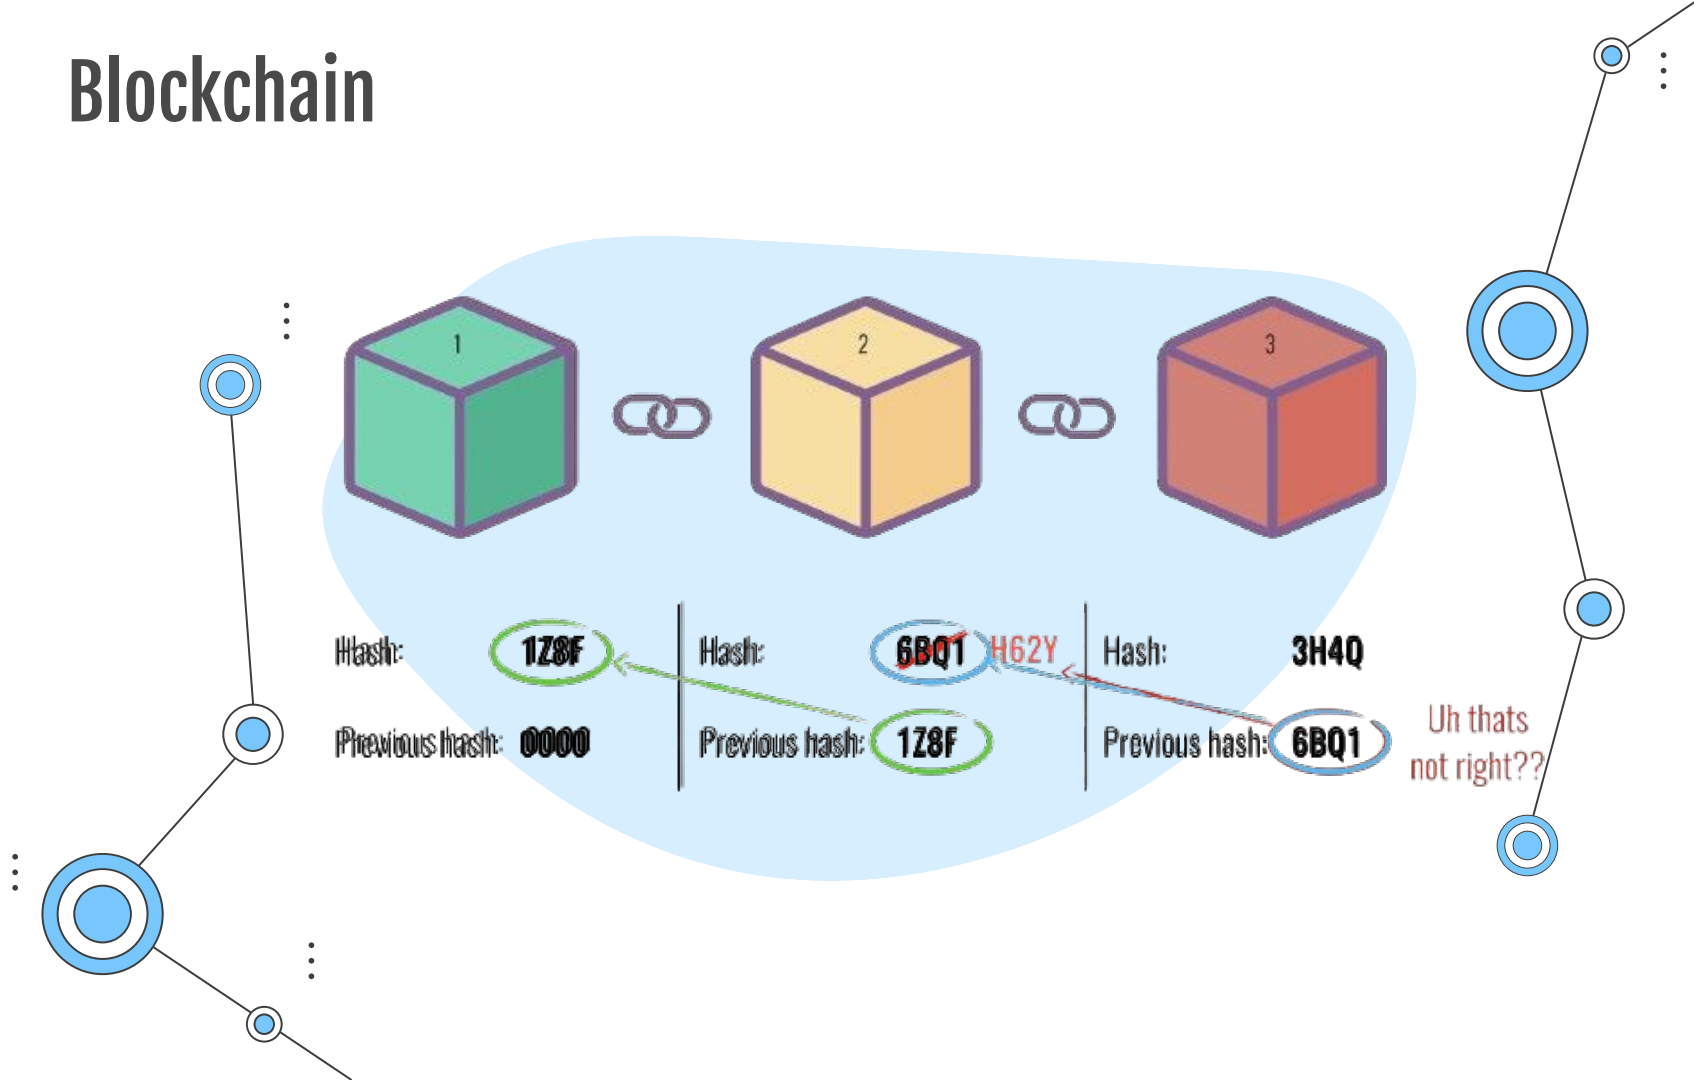 Blockchain
1
2
3
Hash: 1Z8F
Hash: 6BQ1 H62Y
Hash: 3H4Q
Previous hash: 0000
Previous hash: 1Z8F
Previous hash: 6BQ1
Uh thats
not right??